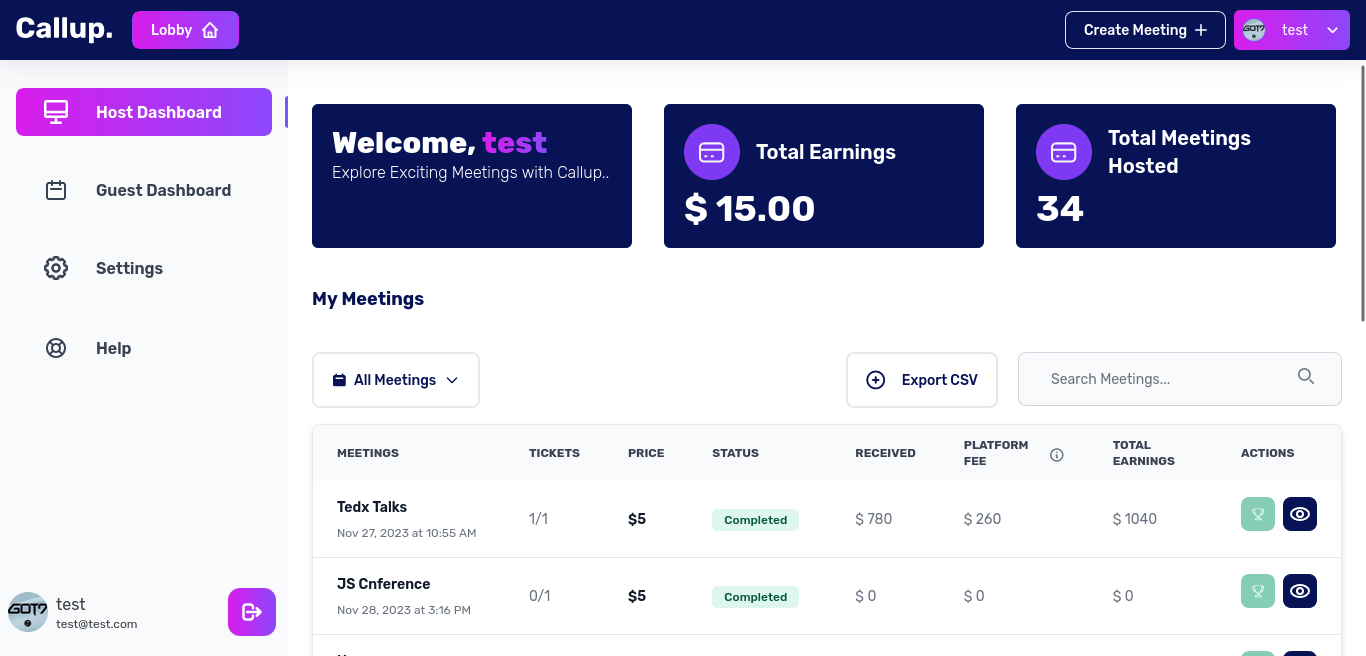 Callup.
Lobby
Create Meeting
GOT7
test
Host Dashboard
Guest Dashboard
Settings
Help
GOT7
test
test@test.com
Welcome, test
Explore Exciting Meetings with Callup..
Total Earnings
$ 15.00
Total Meetings
Hosted
34
My Meetings
All Meetings
Export CSV
Search Meetings...
MEETINGS TICKETS PRICE STATUS RECEIVED PLATFORM FEE TOTAL EARNINGS ACTIONS
Tedx Talks
Nov 27, 2023 at 10:55 AM
1/1 $5 Completed $ 780 $ 260 $ 1040
JS Cnference
Nov 28, 2023 at 3:16 PM
0/1 $5 Completed $ 0 $ 0 $ 0